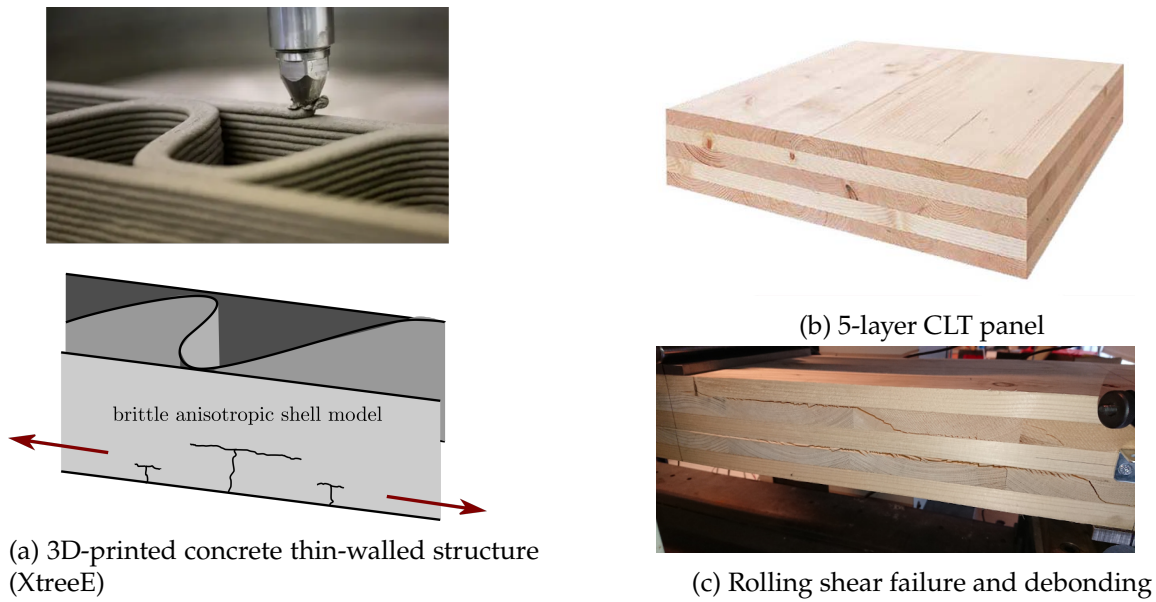 brittle anisotropic shell model
(a) 3D-printed concrete thin-walled structure
(XtreeE)
(b) 5-layer CLT panel
(c) Rolling shear failure and debonding